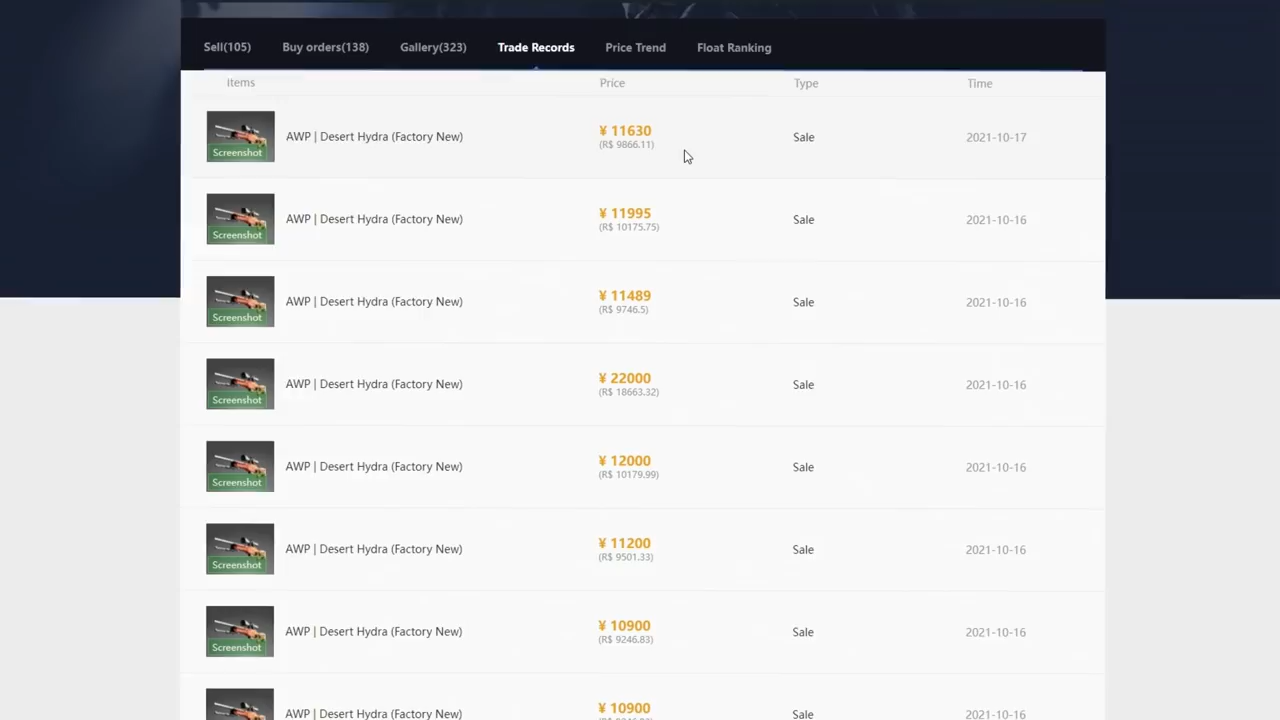 Sell(105) Buy orders(138) Gallery(323) Trade Records Price Trend Float Ranking
Items Price Type Time
Screenshot AWP | Desert Hydra (Factory New) ¥ 11630 (R$ 9866.11) Sale 2021-10-17
Screenshot AWP | Desert Hydra (Factory New) ¥ 11995 (R$ 10175.75) Sale 2021-10-16
Screenshot AWP | Desert Hydra (Factory New) ¥ 11489 (R$ 9746.5) Sale 2021-10-16
Screenshot AWP | Desert Hydra (Factory New) ¥ 22000 (R$ 18663.32) Sale 2021-10-16
Screenshot AWP | Desert Hydra (Factory New) ¥ 12000 (R$ 10179.99) Sale 2021-10-16
Screenshot AWP | Desert Hydra (Factory New) ¥ 11200 (R$ 9501.33) Sale 2021-10-16
Screenshot AWP | Desert Hydra (Factory New) ¥ 10900 (R$ 9246.83) Sale 2021-10-16
AWP | Desert Hydra (Factory New) ¥ 10900 Sale 2021-10-16